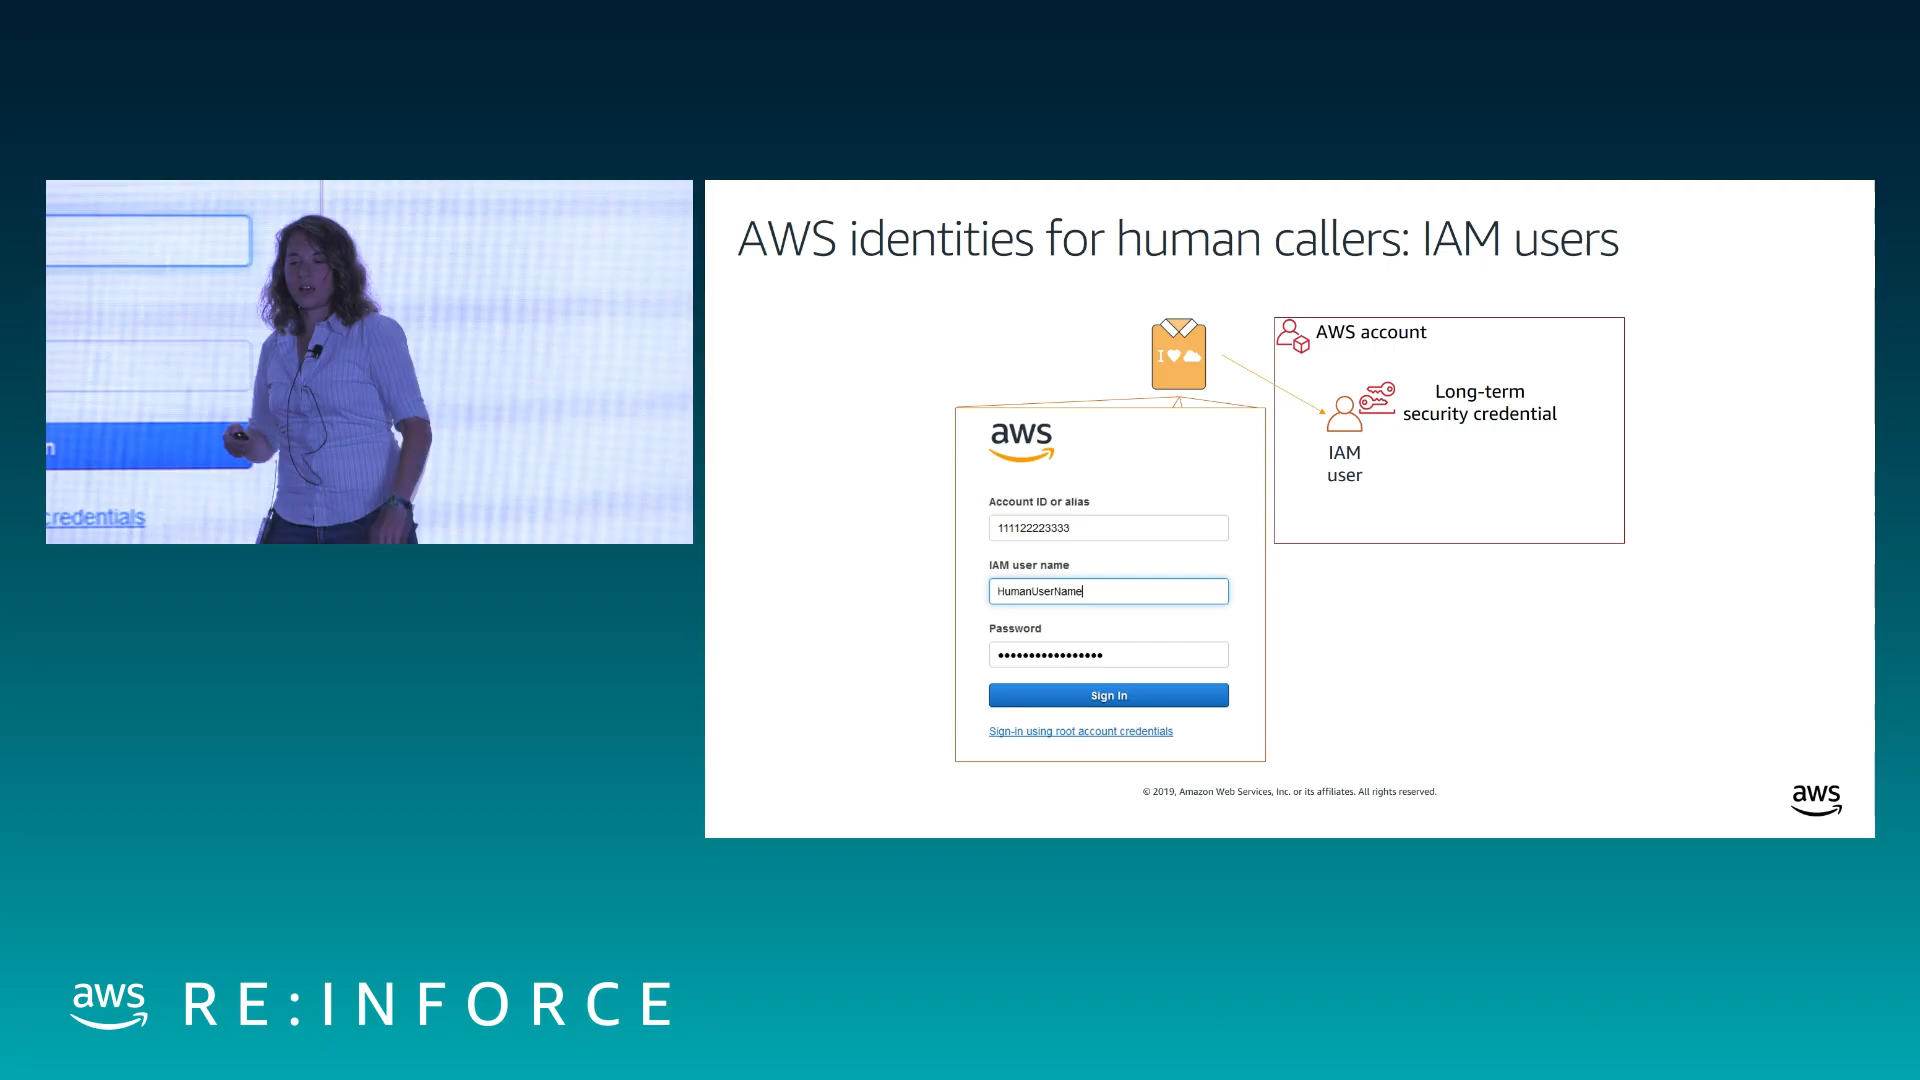 AWS identities for human callers: IAM users
I
AWS account
Long-term
security credential
IAM
user
aws
Account ID or alias
111122223333
IAM user name
HumanUserName
Password
•••••••••••••••••
Sign In
Sign-in using root account credentials
n
credentials
© 2019, Amazon Web Services, Inc. or its affiliates. All rights reserved.
aws
aws RE:INFORCE